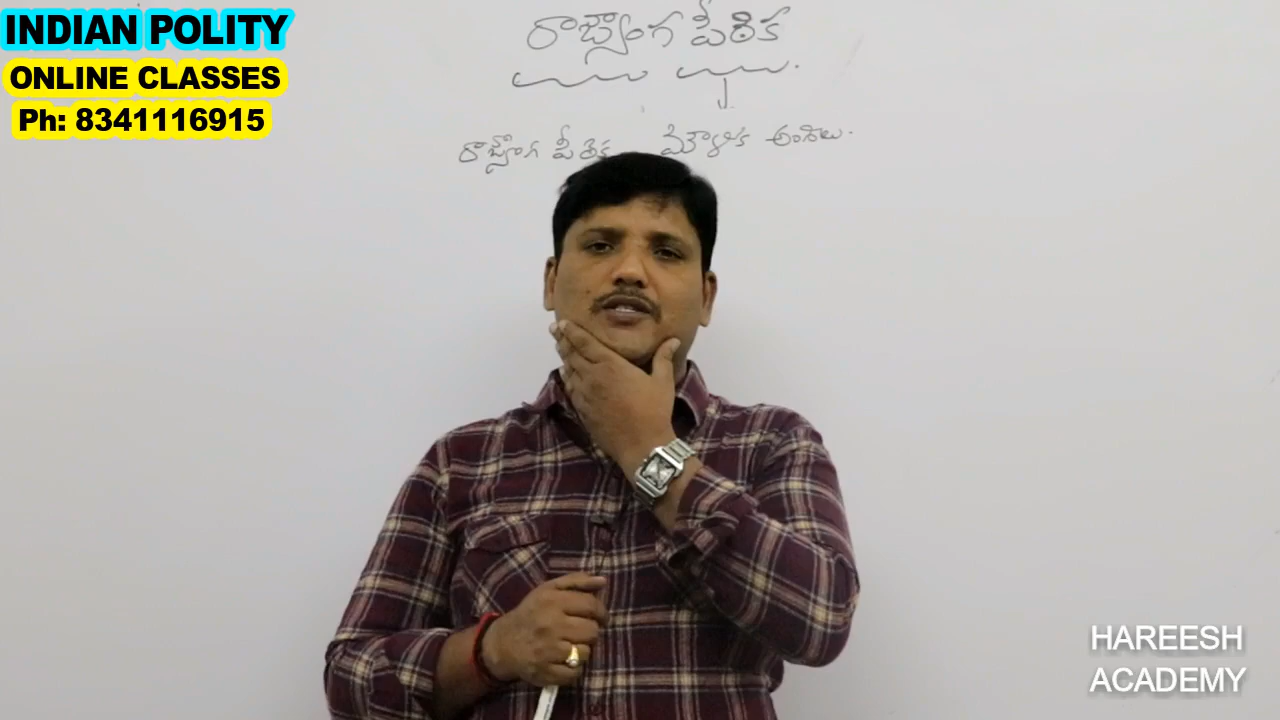 INDIAN POLITY
ONLINE CLASSES
Ph: 8341116915
రాజ్యాంగ పీఠిక
రాజ్యాంగ పీఠిక మౌళిక అంశాలు.
HAREESH
ACADEMY